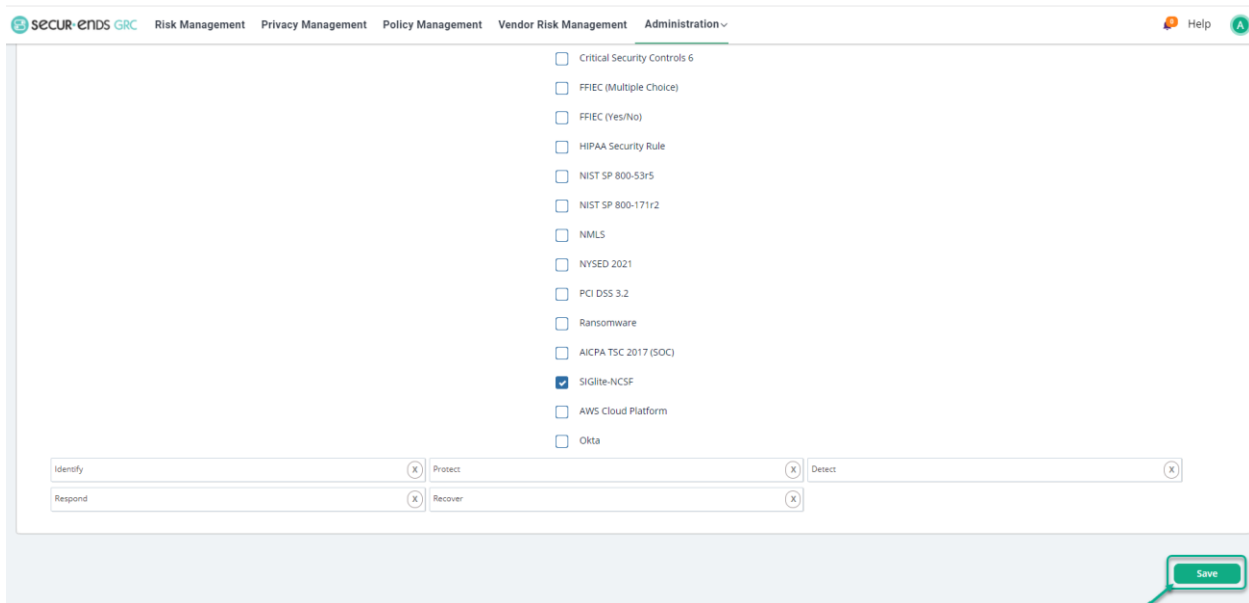 SECUR-ENDS GRC Risk Management Privacy Management Policy Management Vendor Risk Management Administration 8 Help A
Critical Security Controls 6
FFIEC (Multiple Choice)
FFIEC (Yes/No)
HIPAA Security Rule
NIST SP 800-53r5
NIST SP 800-171r2
NMLS
NYSED 2021
PCI DSS 3.2
Ransomware
AICPA TSC 2017 (SOC)
SIGlite-NCSF
AWS Cloud Platform
Okta
Identify X Protect X Detect X
Respond X Recover X
Save